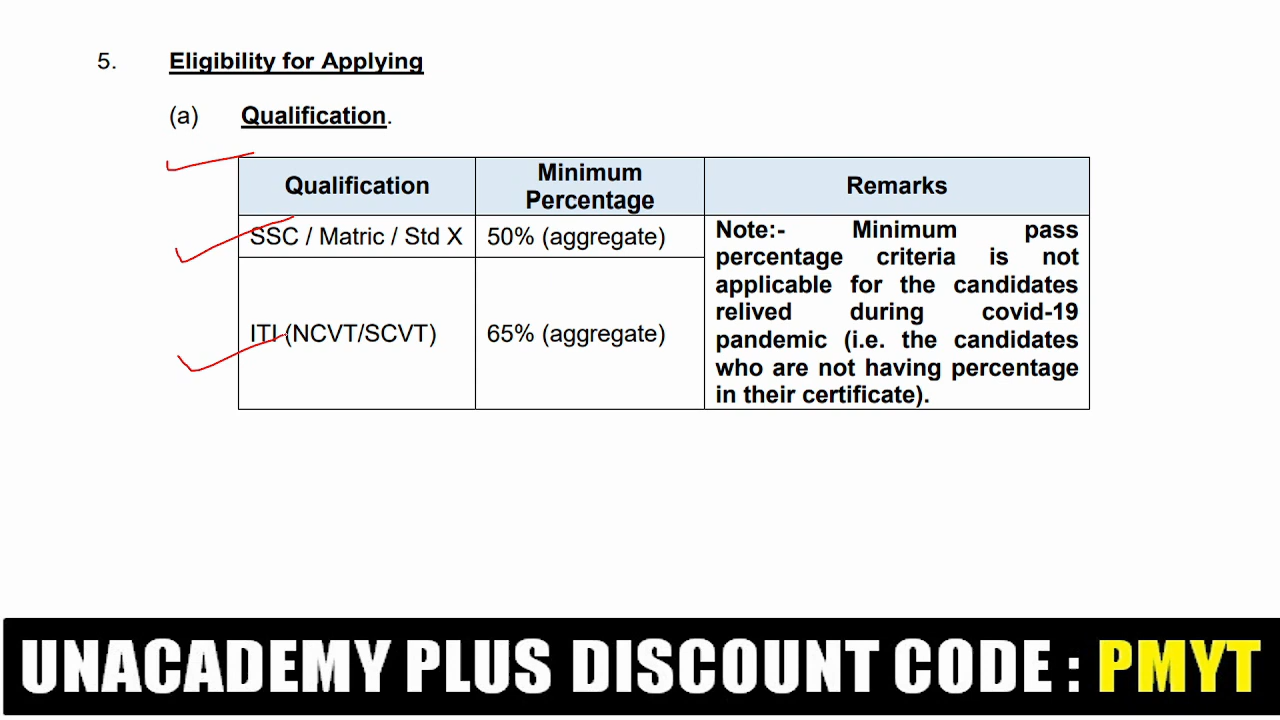 5. Eligibility for Applying
(a) Qualification.
Qualification
Minimum
Percentage
Remarks
SSC / Matric / Std X
50% (aggregate)
ITI (NCVT/SCVT)
65% (aggregate)
Note:- Minimum pass
percentage criteria is not
applicable for the candidates
relived during covid-19
pandemic (i.e. the candidates
who are not having percentage
in their certificate).
UNACADEMY PLUS DISCOUNT CODE : PMYT